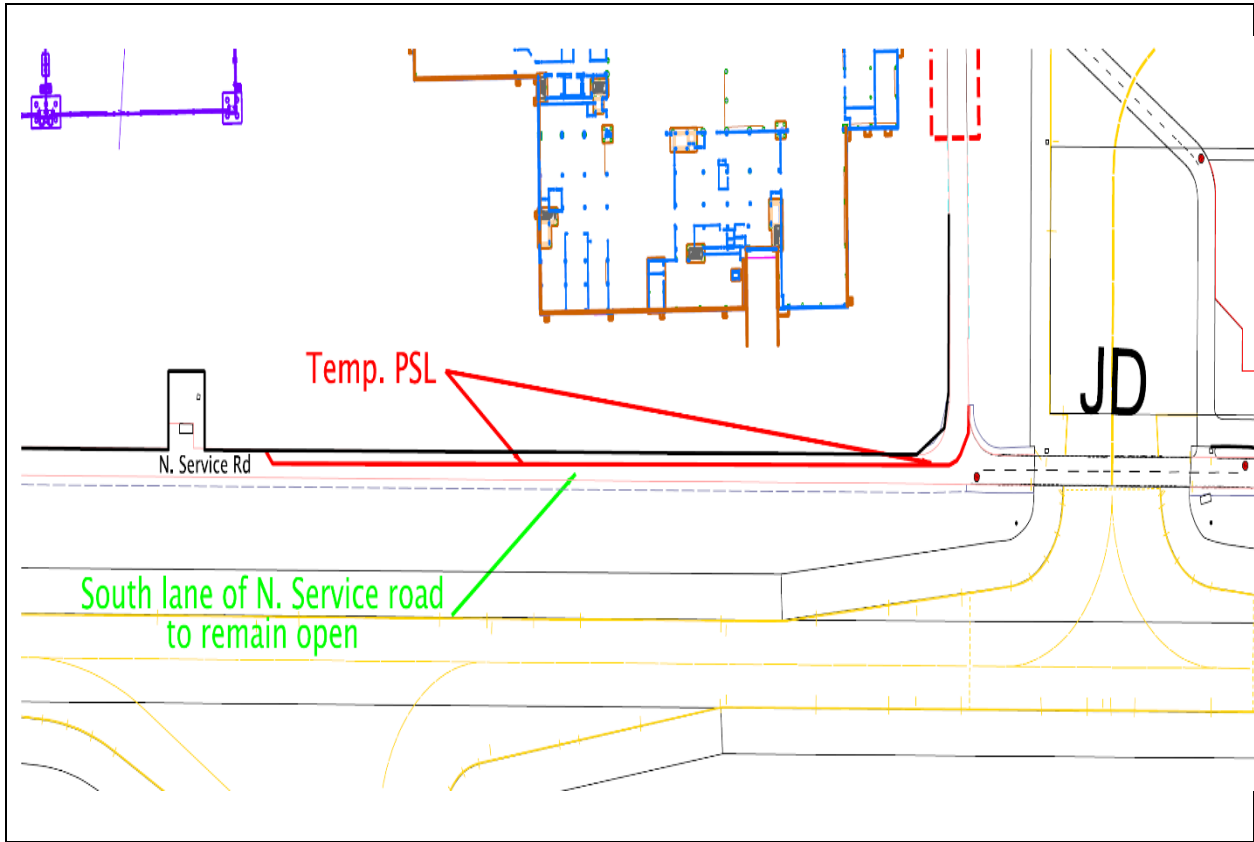 Temp. PSL
JD
N. Service Rd
South lane of N. Service road
to remain open